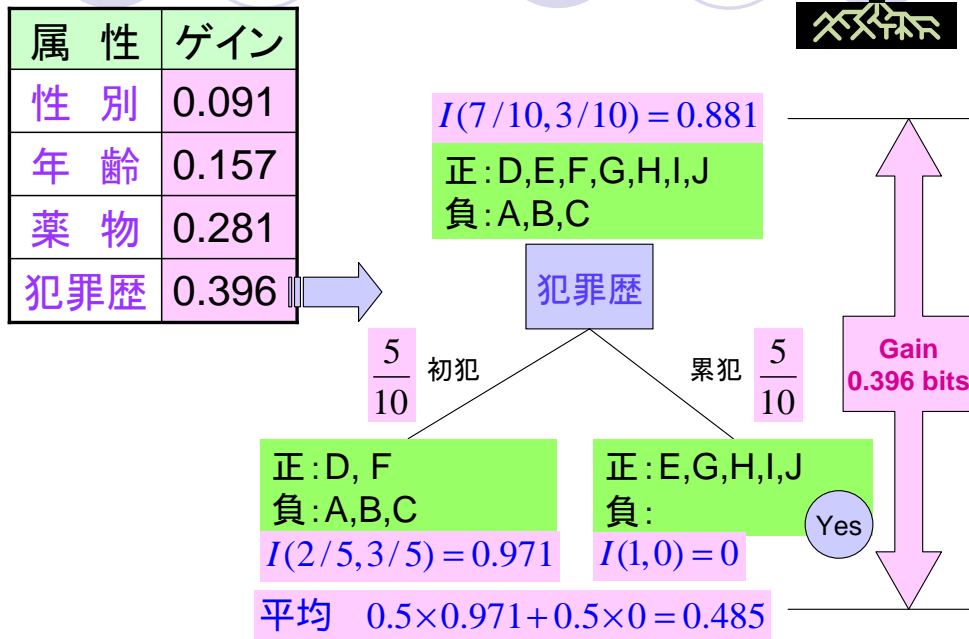 属 性 ゲイン
性 別 0.091
年 齢 0.157
薬 物 0.281
犯罪歴 0.396
I(7/10,3/10) = 0.881
正:D,E,F,G,H,I,J
負:A,B,C
犯罪歴
5/10 初犯
累犯 5/10
Gain
0.396 bits
正:D, F
負:A,B,C
I(2/5,3/5) = 0.971
正:E,G,H,I,J
負:
Yes
I(1,0) = 0
平均 0.5×0.971+0.5×0 = 0.485